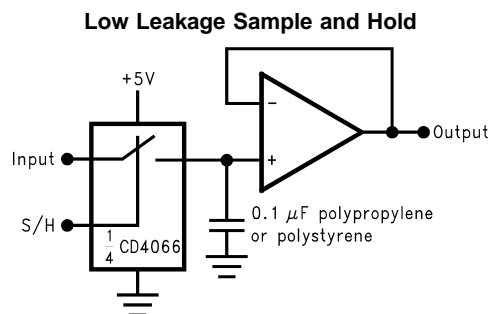 Low Leakage Sample and Hold
+5V
-
Input
+
Output
S/H
1/4 CD4066
0.1 μF polypropylene
or polystyrene